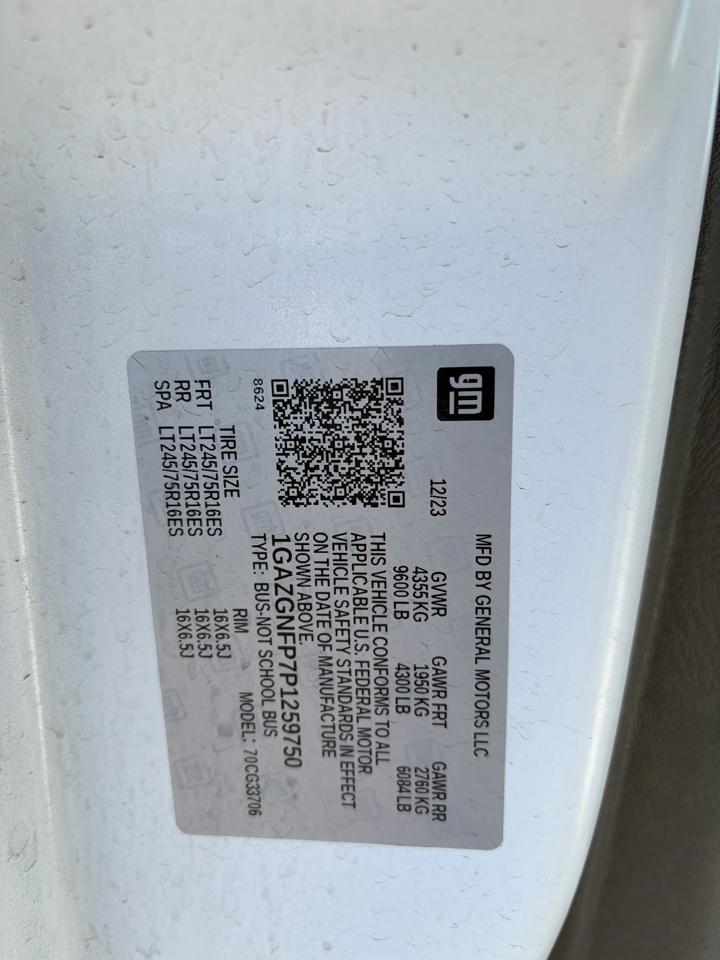 gm
MFD BY GENERAL MOTORS LLC
12/23 GVWR GAWR FRT GAWR RR
4355 KG 1950 KG 2760 KG
9600 LB 4300 LB 6084 LB
THIS VEHICLE CONFORMS TO ALL
APPLICABLE U.S. FEDERAL MOTOR
VEHICLE SAFETY STANDARDS IN EFFECT
ON THE DATE OF MANUFACTURE
SHOWN ABOVE.
1GAZGNFP7P1259750
8624 TYPE: BUS-NOT SCHOOL BUS
MODEL: 70CG33706
TIRE SIZE RIM
FRT LT245/75R16ES 16X6.5J
RR LT245/75R16ES 16X6.5J
SPA LT245/75R16ES 16X6.5J